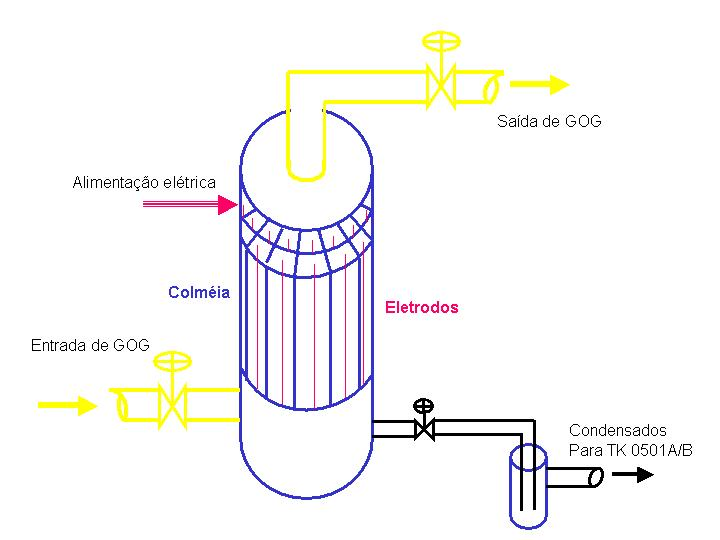 Saída de GOG
Alimentação elétrica
Colméia
Eletrodos
Entrada de GOG
Condensados
Para TK 0501A/B